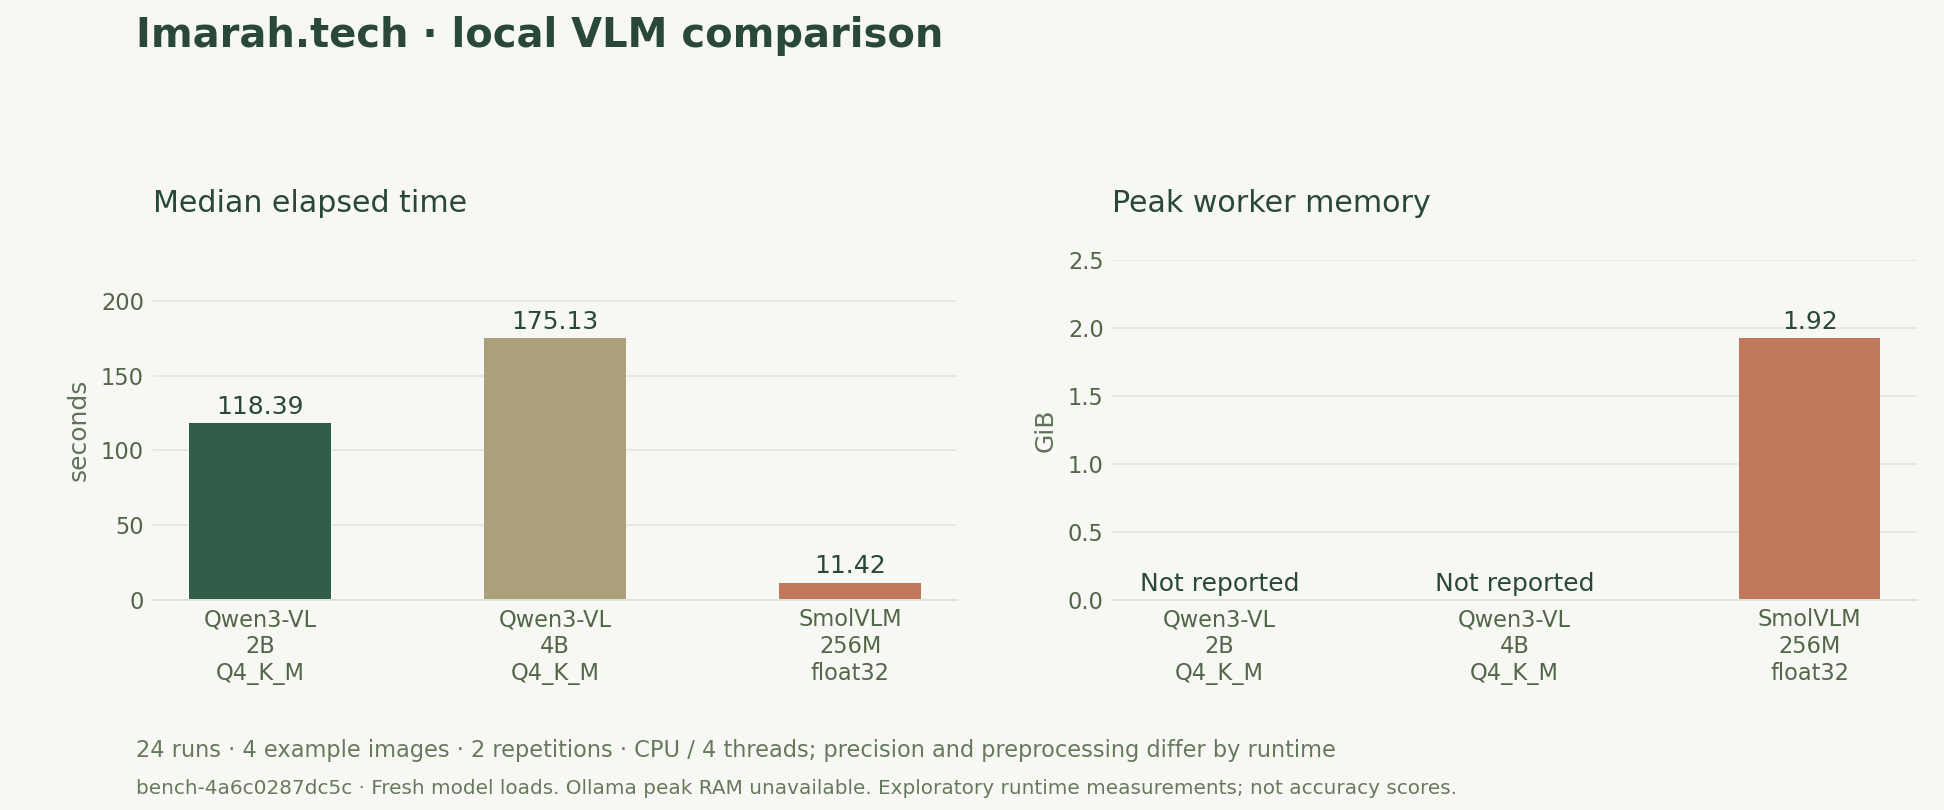 Imarah.tech · local VLM comparison
Median elapsed time
seconds
200
150
100
50
0
118.39
175.13
11.42
Qwen3-VL
2B
Q4_K_M
Qwen3-VL
4B
Q4_K_M
SmolVLM
256M
float32
Peak worker memory
GiB
2.5
2.0
1.5
1.0
0.5
0.0
Not reported
Not reported
1.92
Qwen3-VL
2B
Q4_K_M
Qwen3-VL
4B
Q4_K_M
SmolVLM
256M
float32
24 runs · 4 example images · 2 repetitions · CPU / 4 threads; precision and preprocessing differ by runtime
bench-4a6c0287dc5c · Fresh model loads. Ollama peak RAM unavailable. Exploratory runtime measurements; not accuracy scores.